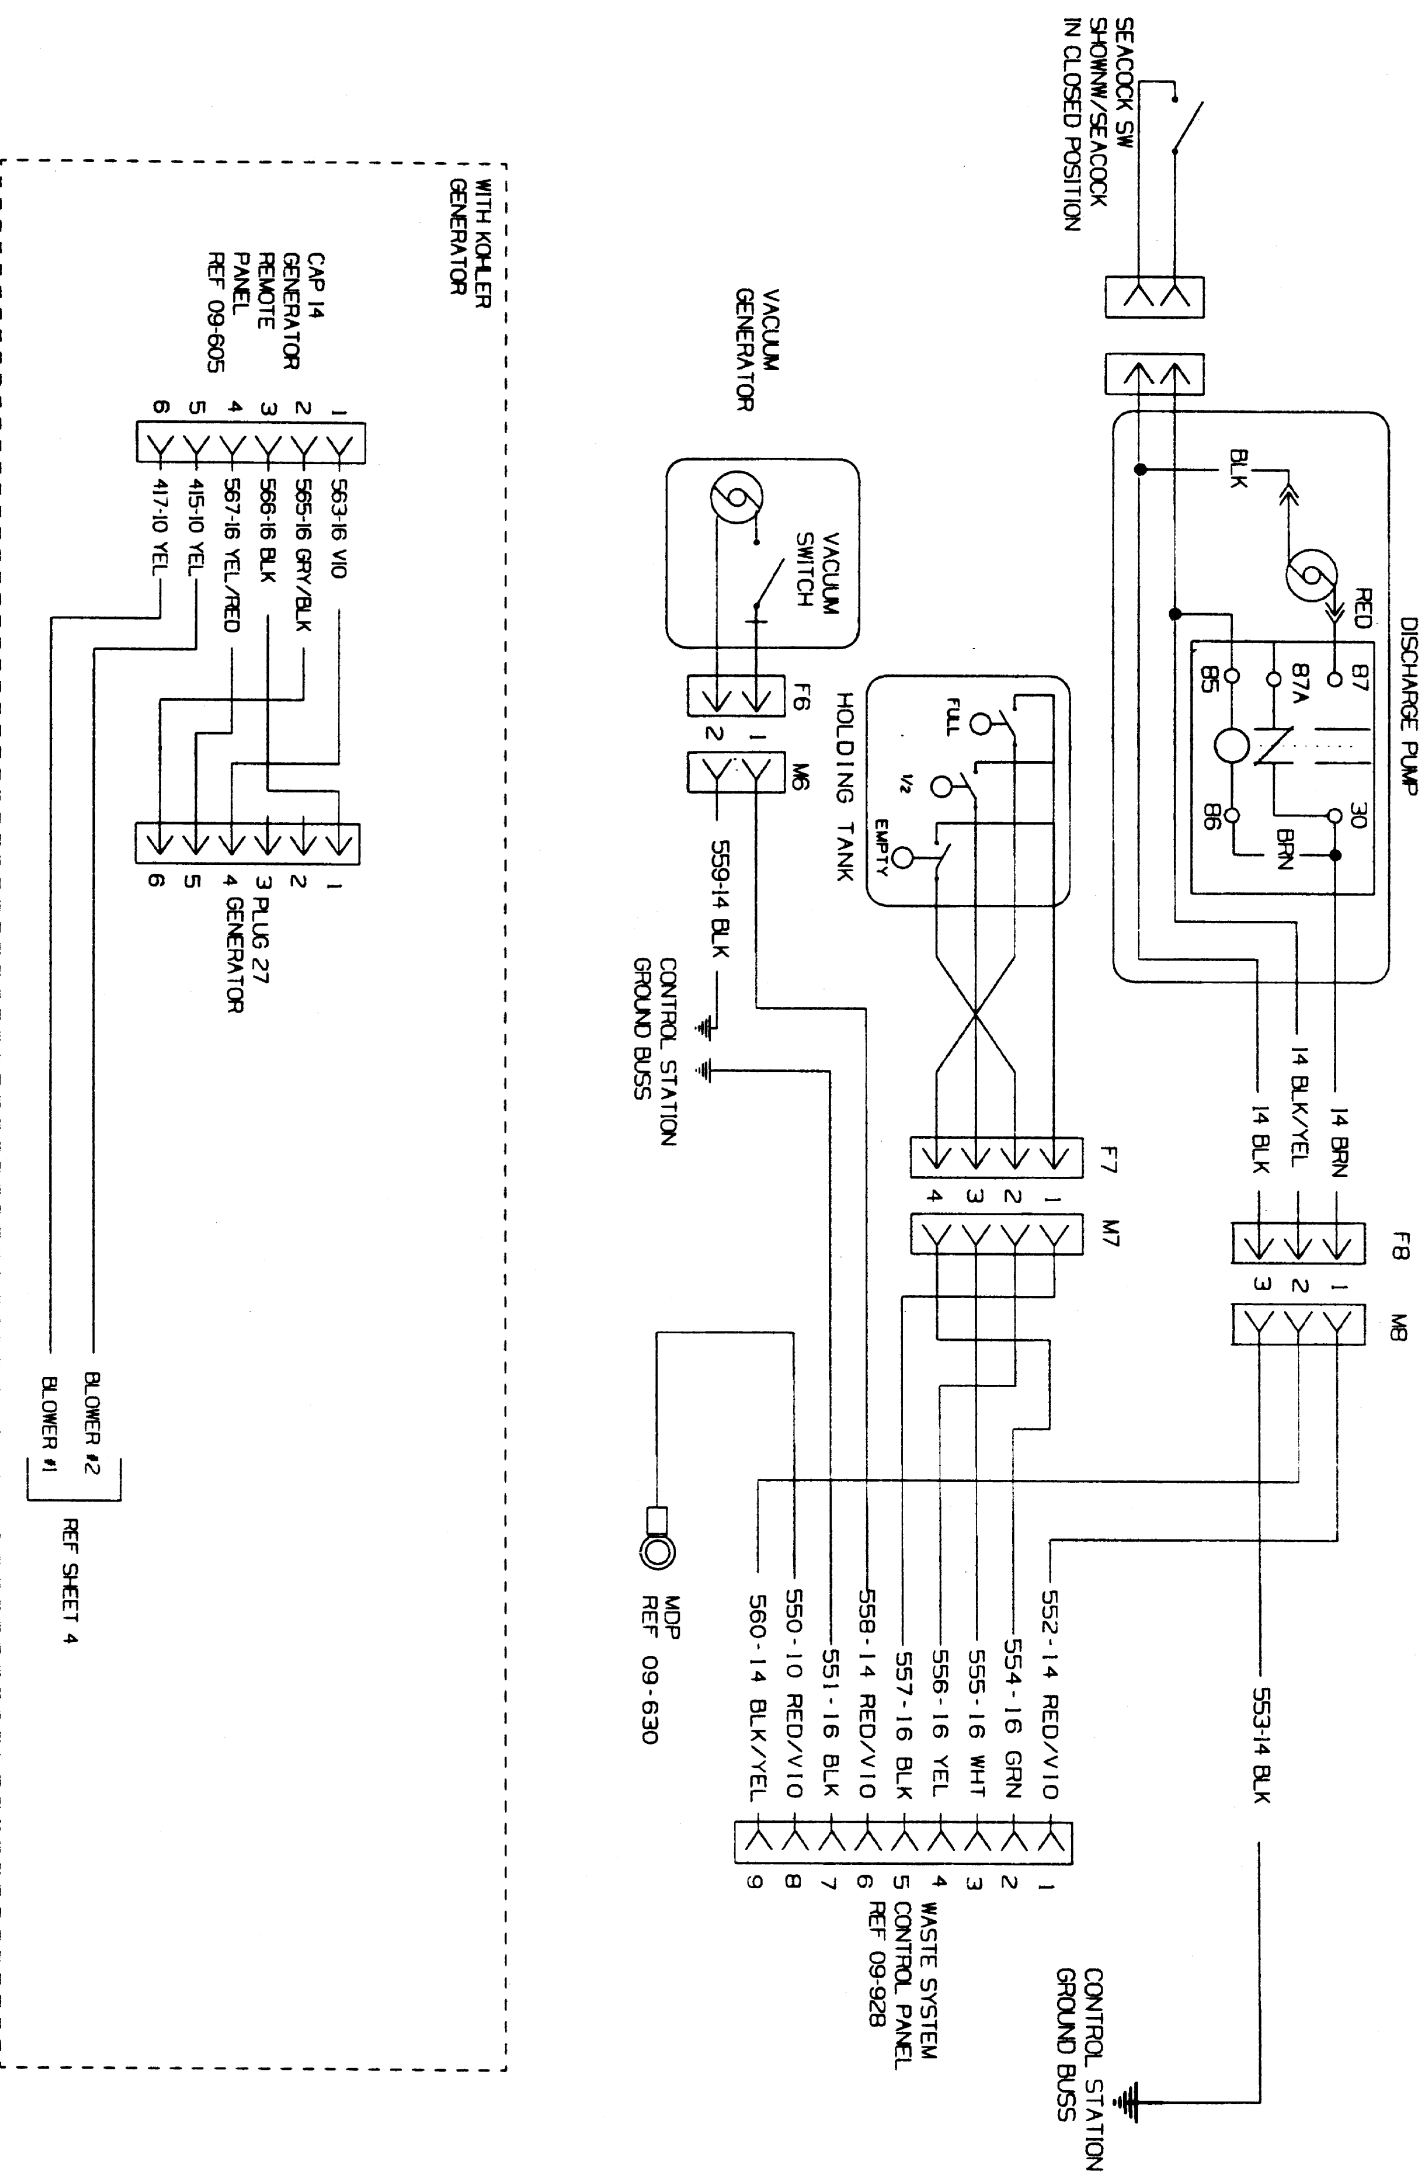 DISCHARGE PUMP
SEACOCK SW
SHOWNW/SEACOCK
IN CLOSED POSITION
BLK
RED
87
87A
85
30
86
BRN
14 BRN
14 BLK/YEL
14 BLK
F8
1
2
3
M8
553-14 BLK
CONTROL STATION
GROUND BUSS
HOLDING TANK
FULL
1/2
EMPTY
F7
1
2
3
4
M7
VACUUM
GENERATOR
VACUUM
SWITCH
F6
1
2
M6
559-14 BLK
CONTROL STATION
GROUND BUSS
552-14 RED/VIO
554-16 GRN
555-16 WHT
556-16 YEL
557-16 BLK
558-14 RED/VIO
551-16 BLK
550-10 RED/VIO
560-14 BLK/YEL
1
2
3
4
5
6
7
8
9
WASTE SYSTEM
CONTROL PANEL
REF 09-928
MDP
REF 09-630
WITH KOHLER
GENERATOR
CAP 14
GENERATOR
REMOTE
PANEL
REF 09-605
1
2
3
4
5
6
563-16 VIO
565-16 GRY/BLK
566-16 BLK
567-16 YEL/RED
415-10 YEL
417-10 YEL
1
2
3
4
5
6
PLUG 27
GENERATOR
BLOWER #2
BLOWER #1
REF SHEET 4